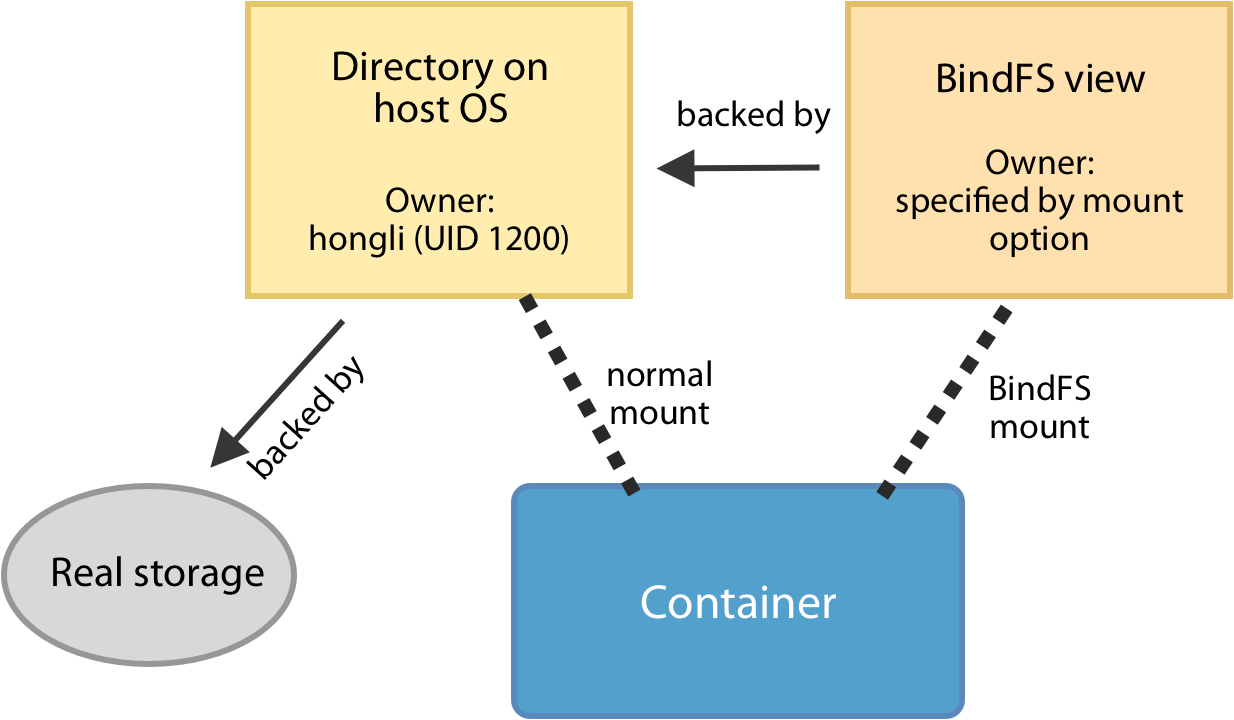 Directory on
host OS
Owner:
hongli (UID 1200)
backed by
BindFS view
Owner:
specified by mount
option
backed by
normal
mount
BindFS
mount
Real storage
Container